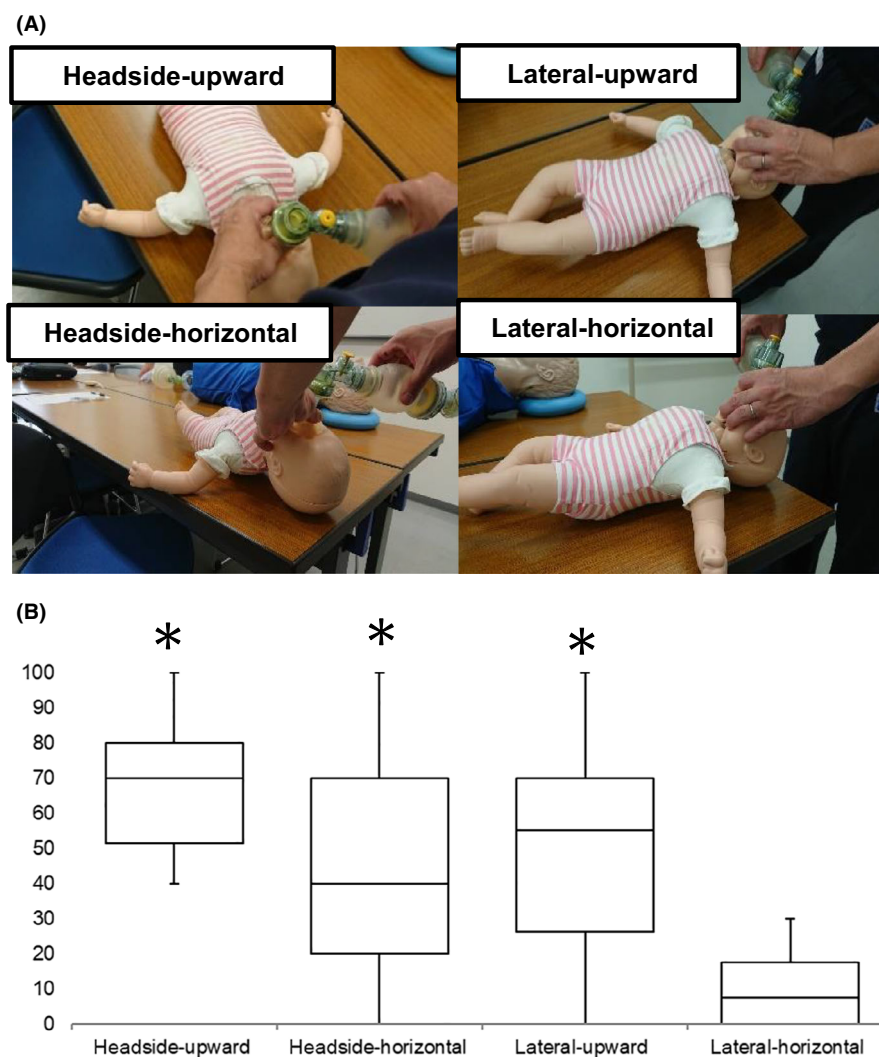 (A)
Headside-upward
Lateral-upward
Headside-horizontal
Lateral-horizontal
(B)
* * *
100
90
80
70
60
50
40
30
20
10
0
Headside-upward Headside-horizontal Lateral-upward Lateral-horizontal